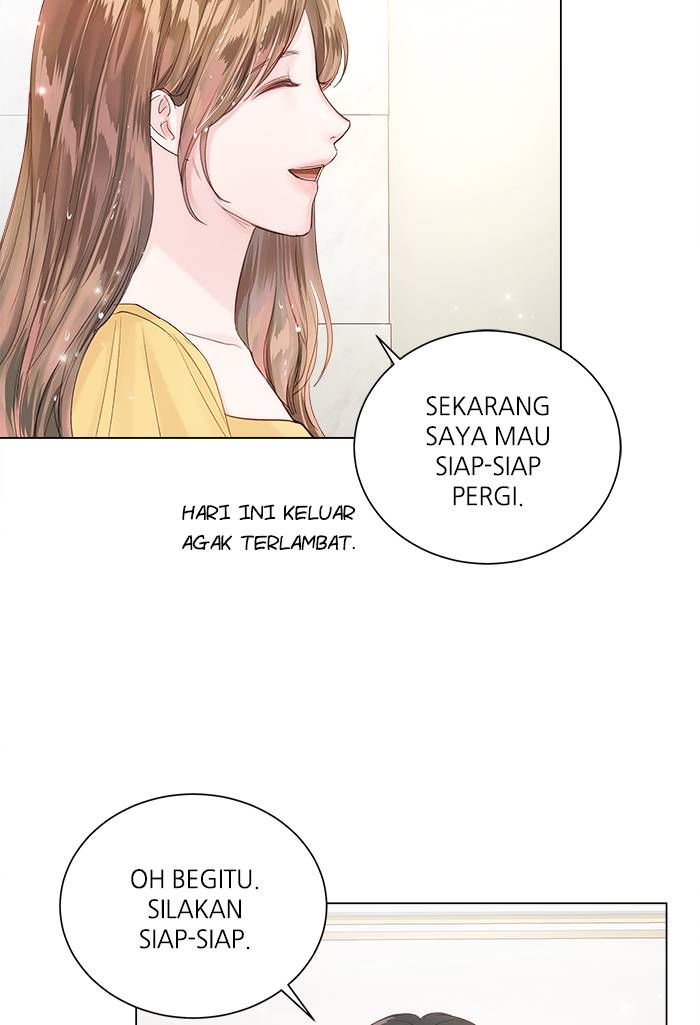 SEKARANG
SAYA MAU
SIAP-SIAP
PERGI.
HARI INI KELUAR
AGAK TERLAMBAT.
OH BEGITU.
SILAKAN
SIAP-SIAP.